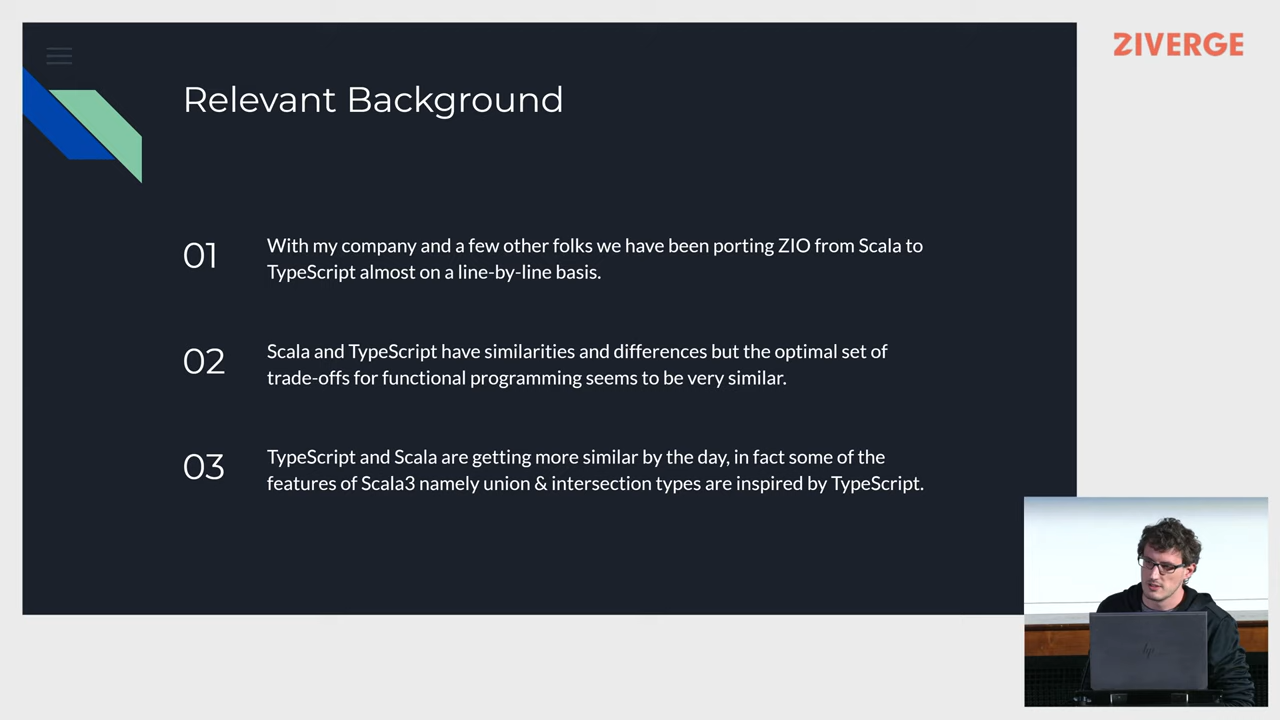 ZIVERGE
Relevant Background
01
With my company and a few other folks we have been porting ZIO from Scala to
TypeScript almost on a line-by-line basis.
02
Scala and TypeScript have similarities and differences but the optimal set of
trade-offs for functional programming seems to be very similar.
03
TypeScript and Scala are getting more similar by the day, in fact some of the
features of Scala3 namely union & intersection types are inspired by TypeScript.
hp